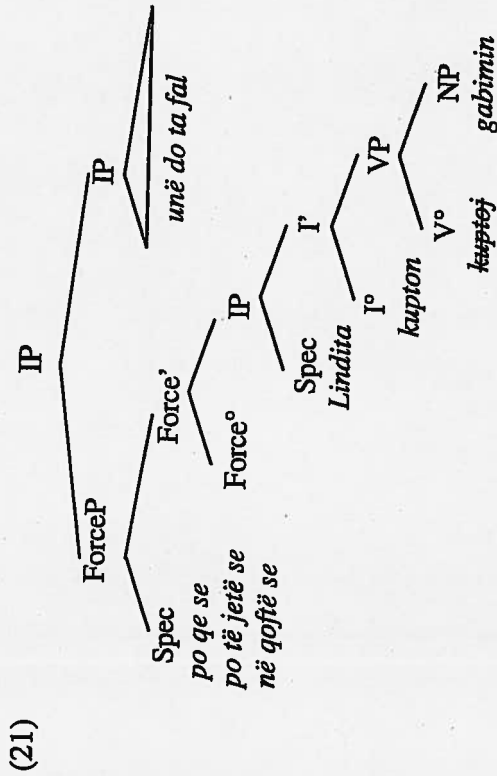 (21)
IP
ForceP IP
unë do ta fal
Spec Force'
po qe se
po të jetë se
në qoftë se
Force° IP
Spec I'
Lindita
I° VP
kupton
V° NP
kuptoj gabimin